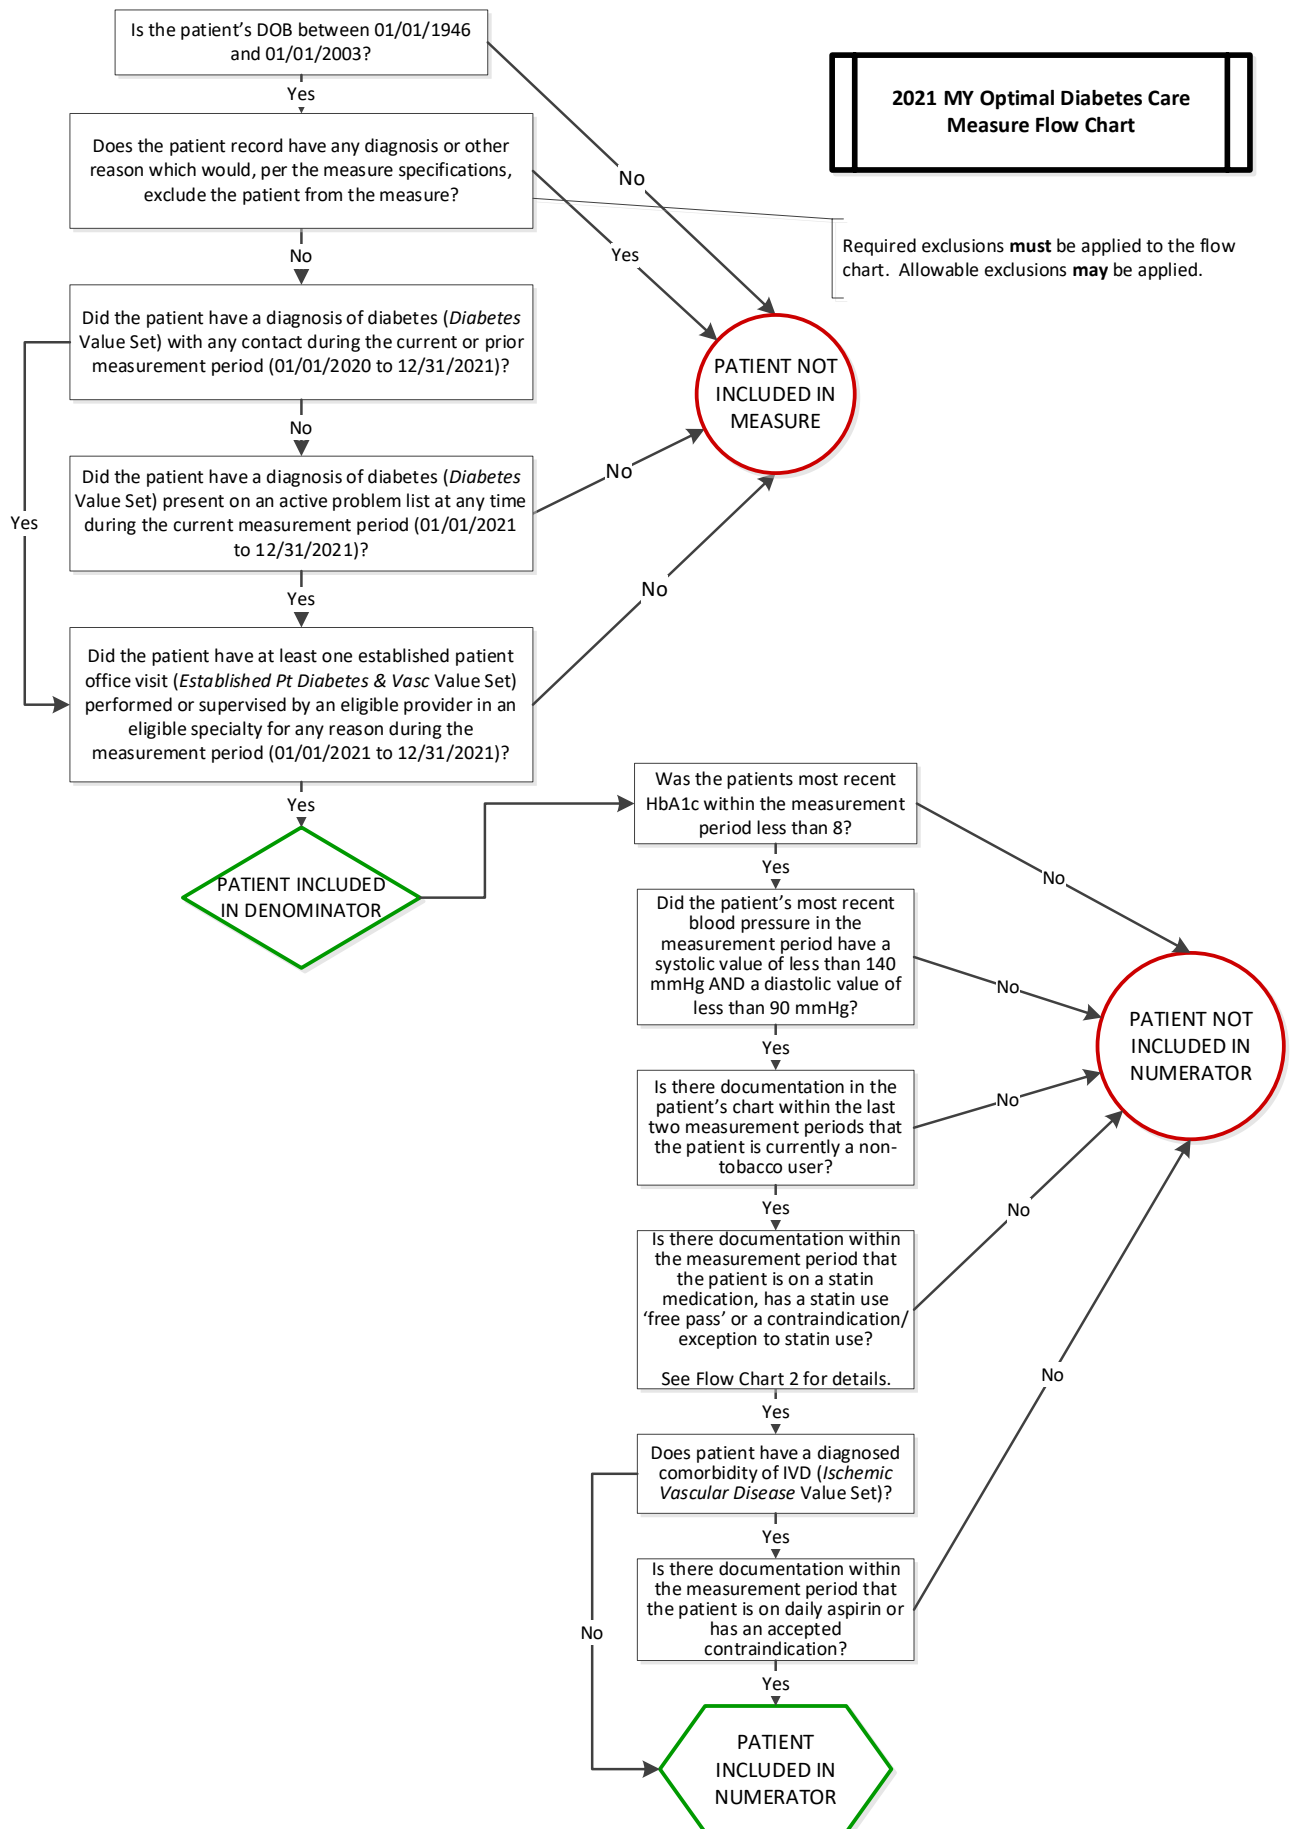 Is the patient’s DOB between 01/01/1946
and 01/01/2003?
Yes
No
2021 MY Optimal Diabetes Care
Measure Flow Chart
Does the patient record have any diagnosis or other
reason which would, per the measure specifications,
exclude the patient from the measure?
No
Yes
Required exclusions must be applied to the flow
chart. Allowable exclusions may be applied.
Did the patient have a diagnosis of diabetes (Diabetes
Value Set) with any contact during the current or prior
measurement period (01/01/2020 to 12/31/2021)?
No
Yes
PATIENT NOT
INCLUDED IN
MEASURE
Did the patient have a diagnosis of diabetes (Diabetes
Value Set) present on an active problem list at any time
during the current measurement period (01/01/2021
to 12/31/2021)?
No
Yes
Did the patient have at least one established patient
office visit (Established Pt Diabetes & Vasc Value Set)
performed or supervised by an eligible provider in an
eligible specialty for any reason during the
measurement period (01/01/2021 to 12/31/2021)?
No
Yes
PATIENT INCLUDED
IN DENOMINATOR
Was the patients most recent
HbA1c within the measurement
period less than 8?
Yes
No
Did the patient’s most recent
blood pressure in the
measurement period have a
systolic value of less than 140
mmHg AND a diastolic value of
less than 90 mmHg?
No
Yes
PATIENT NOT
INCLUDED IN
NUMERATOR
Is there documentation in the
patient’s chart within the last
two measurement periods that
the patient is currently a non-
tobacco user?
No
Yes
Is there documentation within
the measurement period that
the patient is on a statin
medication, has a statin use
‘free pass’ or a contraindication/
exception to statin use?
See Flow Chart 2 for details.
No
Yes
Does patient have a diagnosed
comorbidity of IVD (Ischemic
Vascular Disease Value Set)?
Yes
No
Is there documentation within
the measurement period that
the patient is on daily aspirin or
has an accepted
contraindication?
No
Yes
PATIENT
INCLUDED IN
NUMERATOR